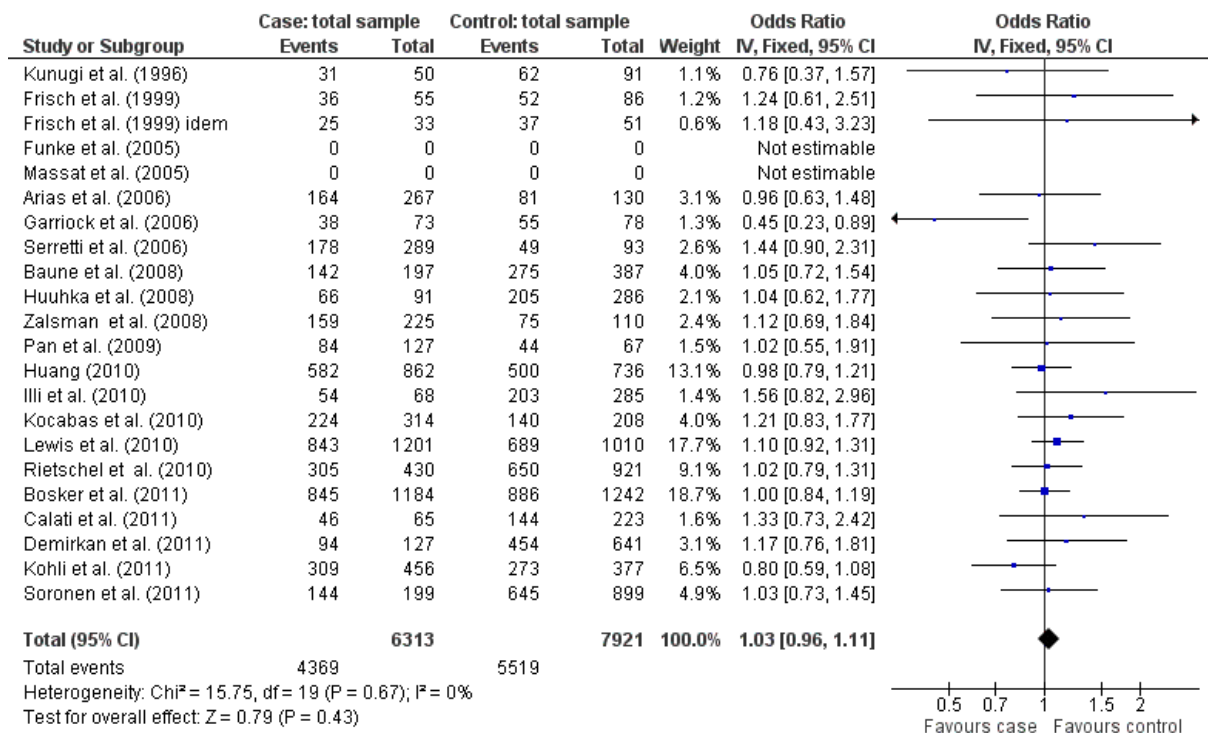 Case: total sample Control: total sample Odds Ratio Odds Ratio
Study or Subgroup Events Total Events Total Weight IV, Fixed, 95% CI IV, Fixed, 95% CI
Kunugi et al. (1996) 31 50 62 91 1.1% 0.76 [0.37, 1.57]
Frisch et al. (1999) 36 55 52 86 1.2% 1.24 [0.61, 2.51]
Frisch et al. (1999) idem 25 33 37 51 0.6% 1.18 [0.43, 3.23]
Funke et al. (2005) 0 0 0 0 Not estimable
Massat et al. (2005) 0 0 0 0 Not estimable
Arias et al. (2006) 164 267 81 130 3.1% 0.96 [0.63, 1.48]
Garriock et al. (2006) 38 73 55 78 1.3% 0.45 [0.23, 0.89]
Serretti et al. (2006) 178 289 49 93 2.6% 1.44 [0.90, 2.31]
Baune et al. (2008) 142 197 275 387 4.0% 1.05 [0.72, 1.54]
Huuhka et al. (2008) 66 91 205 286 2.1% 1.04 [0.62, 1.77]
Zalsman et al. (2008) 159 225 75 110 2.4% 1.12 [0.69, 1.84]
Pan et al. (2009) 84 127 44 67 1.5% 1.02 [0.55, 1.91]
Huang (2010) 582 862 500 736 13.1% 0.98 [0.79, 1.21]
Illi et al. (2010) 54 68 203 285 1.4% 1.56 [0.82, 2.96]
Kocabas et al. (2010) 224 314 140 208 4.0% 1.21 [0.83, 1.77]
Lewis et al. (2010) 843 1201 689 1010 17.7% 1.10 [0.92, 1.31]
Rietschel et al. (2010) 305 430 650 921 9.1% 1.02 [0.79, 1.31]
Bosker et al. (2011) 845 1184 886 1242 18.7% 1.00 [0.84, 1.19]
Calati et al. (2011) 46 65 144 223 1.6% 1.33 [0.73, 2.42]
Demirkan et al. (2011) 94 127 454 641 3.1% 1.17 [0.76, 1.81]
Kohli et al. (2011) 309 456 273 377 6.5% 0.80 [0.59, 1.08]
Soronen et al. (2011) 144 199 645 899 4.9% 1.03 [0.73, 1.45]
Total (95% CI) 6313 7921 100.0% 1.03 [0.96, 1.11]
Total events 4369 5519
Heterogeneity: Chi² = 15.75, df = 19 (P = 0.67); I² = 0%
Test for overall effect: Z = 0.79 (P = 0.43)
0.5 0.7 1 1.5 2
Favours case Favours control